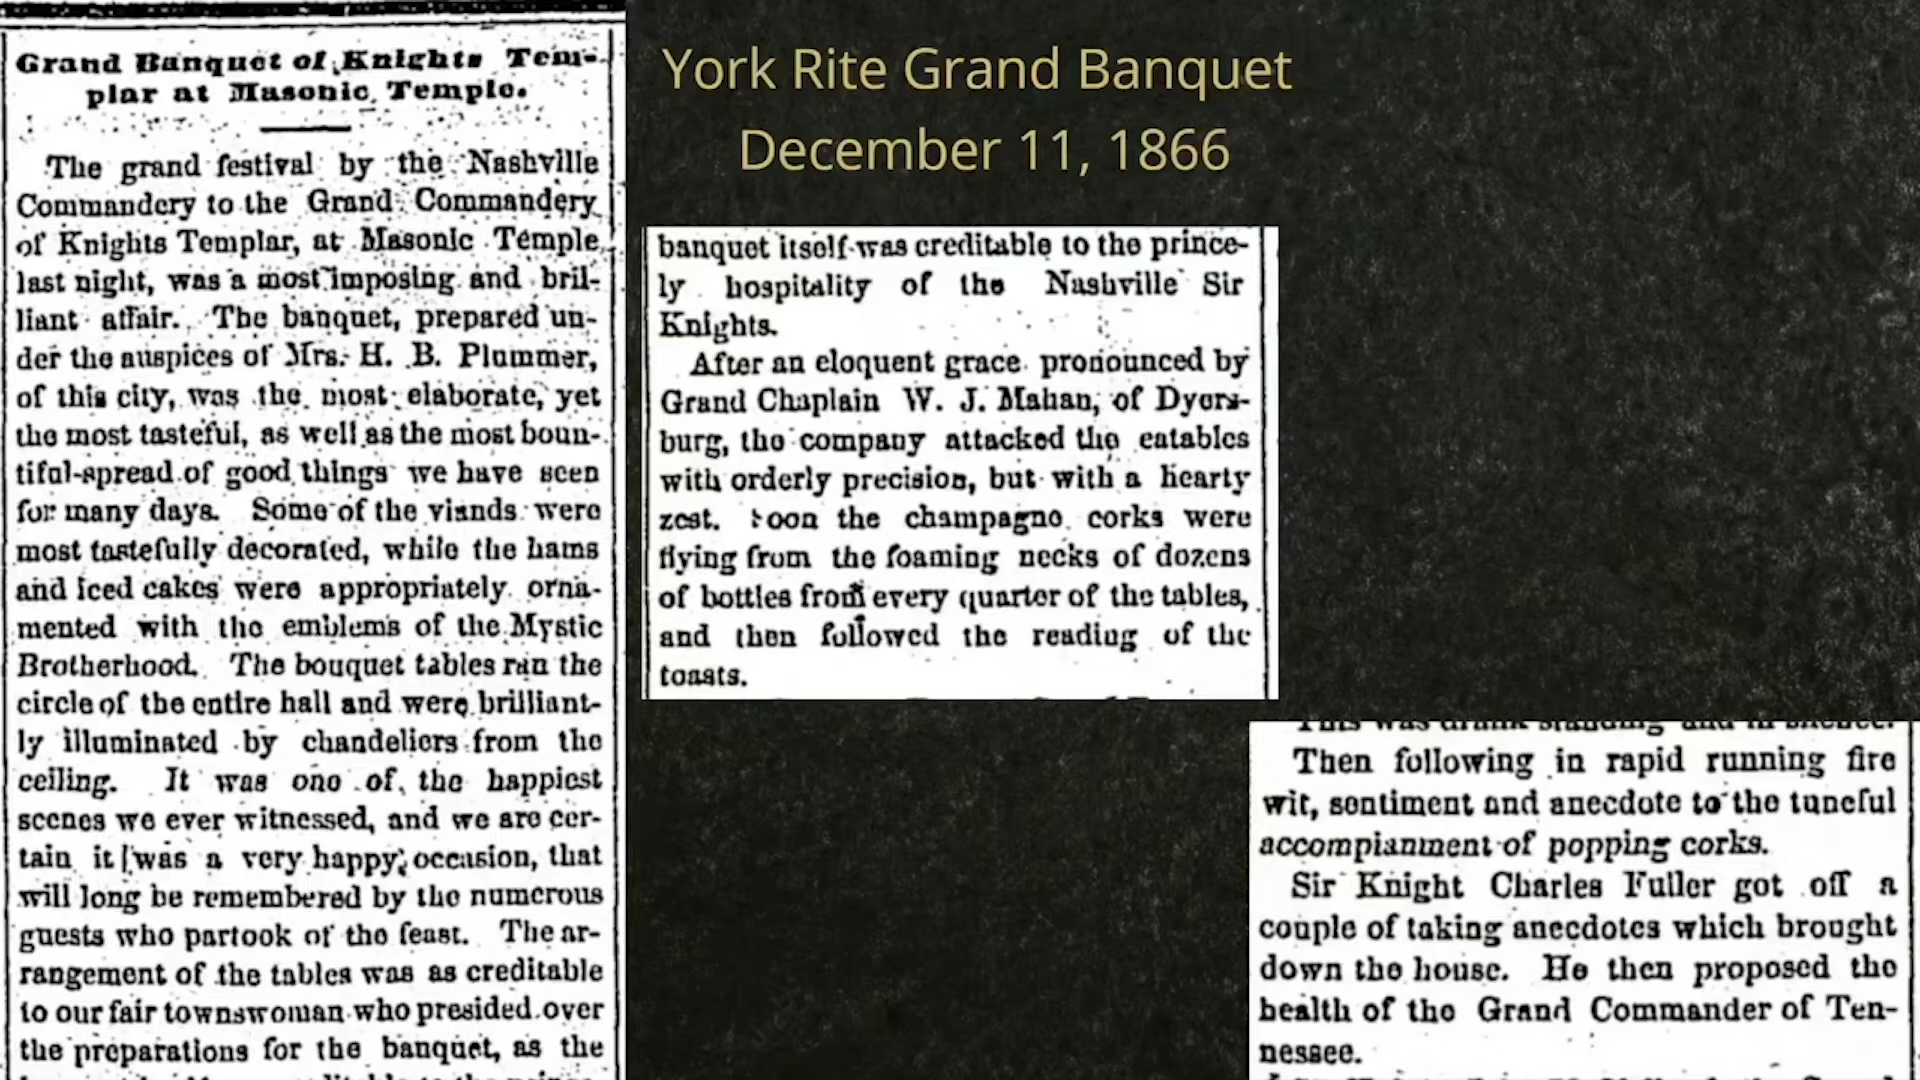 Grand Banquet of Knights Tem-
plar at Masonic Temple.
The grand festival by the Nashville
Commandery to the Grand Commandery
of Knights Templar, at Masonic Temple
last night, was a most imposing and bril-
liant affair. The banquet, prepared un-
der the auspices of Mrs. H. B. Plummer,
of this city, was the most elaborate, yet
the most tasteful, as well as the most boun-
tiful spread of good things we have seen
for many days. Some of the viands were
most tastefully decorated, while the hams
and iced cakes were appropriately orna-
mented with the emblems of the Mystic
Brotherhood. The bouquet tables ran the
circle of the entire hall and were brilliant-
ly illuminated by chandeliers from the
ceiling. It was one of the happiest
scenes we ever witnessed, and we are cer-
tain it was a very happy occasion, that
will long be remembered by the numerous
guests who partook of the feast. The ar-
rangement of the tables was as creditable
to our fair townswoman who presided over
the preparations for the banquet, as the
York Rite Grand Banquet
December 11, 1866
banquet itself was creditable to the prince-
ly hospitality of the Nashville Sir
Knights.
After an eloquent grace pronounced by
Grand Chaplain W. J. Mahan, of Dyers-
burg, the company attacked the eatables
with orderly precision, but with a hearty
zest. Soon the champagne corks were
flying from the foaming necks of dozens
of bottles from every quarter of the tables,
and then followed the reading of the
toasts.
This was drank standing and in silence.
Then following in rapid running fire
wit, sentiment and anecdote to the tuneful
accompianment of popping corks.
Sir Knight Charles Fuller got off a
couple of taking anecdotes which brought
down the house. He then proposed the
health of the Grand Commander of Ten-
nessee.